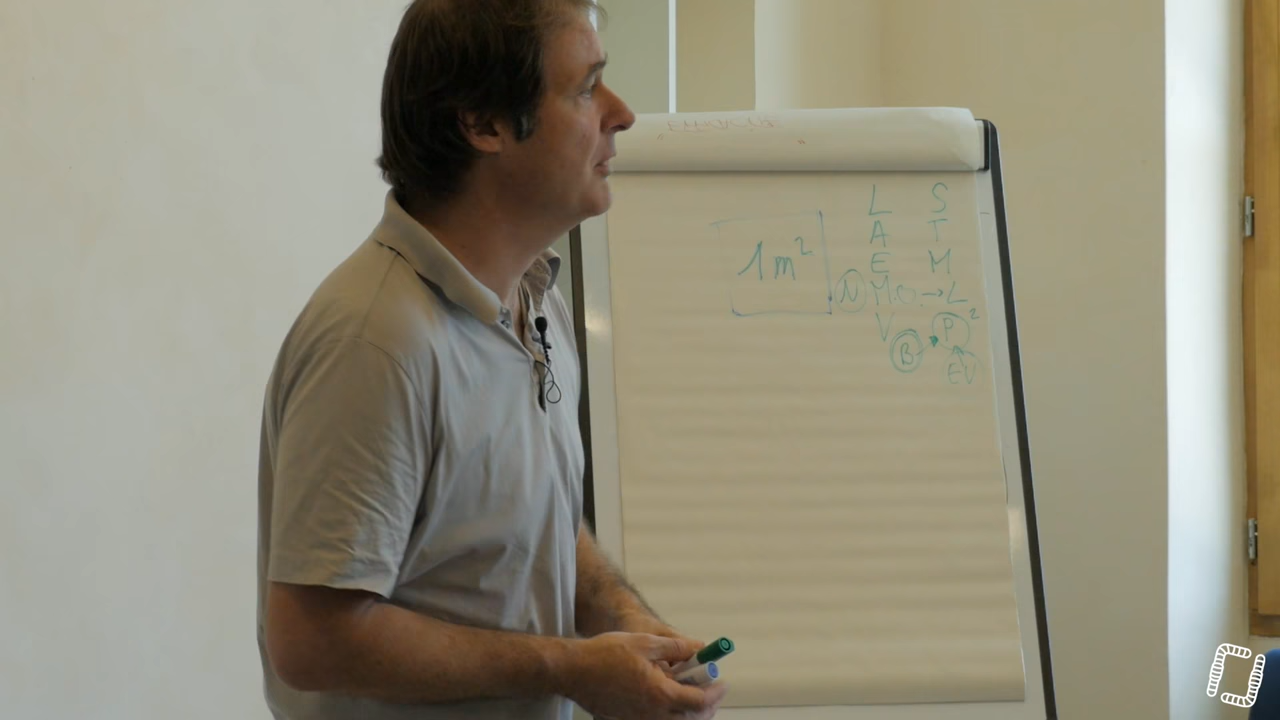 1m²
L S
A T
E M
N M.O. → L
V P²
B
EV